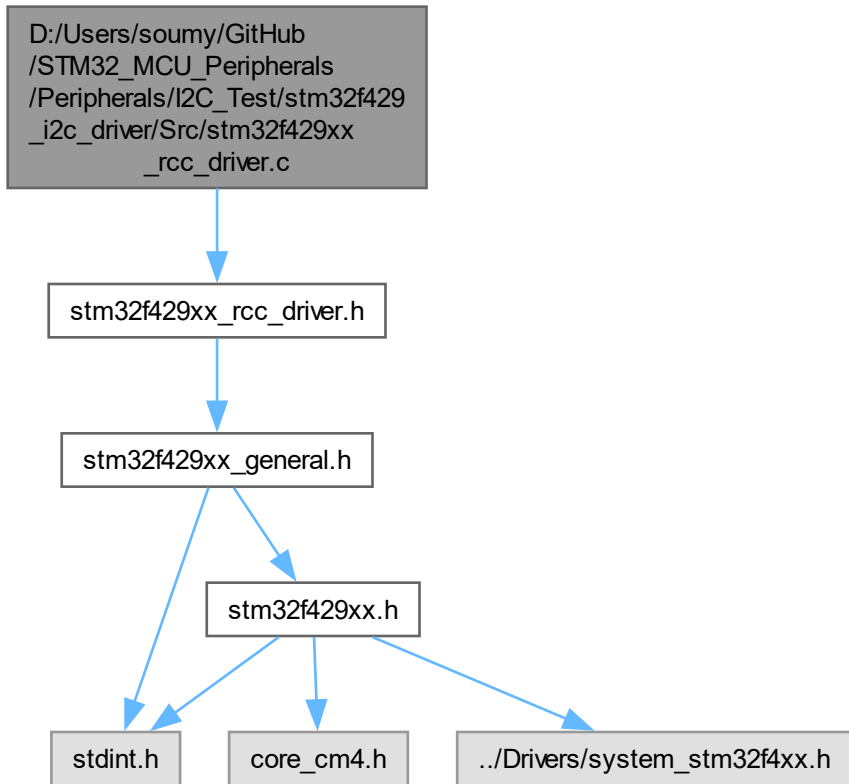 D:/Users/soumy/GitHub
/STM32_MCU_Peripherals
/Peripherals/I2C_Test/stm32f429
_i2c_driver/Src/stm32f429xx
_rcc_driver.c
stm32f429xx_rcc_driver.h
stm32f429xx_general.h
stm32f429xx.h
stdint.h
core_cm4.h
../Drivers/system_stm32f4xx.h